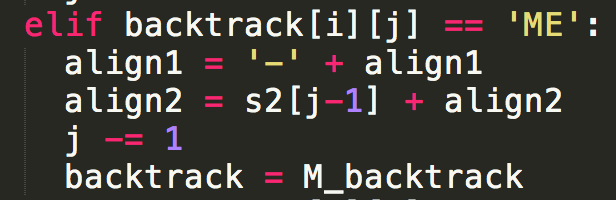 elif backtrack[i][j] == 'ME':
align1 = '-' + align1
align2 = s2[j-1] + align2
j -= 1
backtrack = M_backtrack